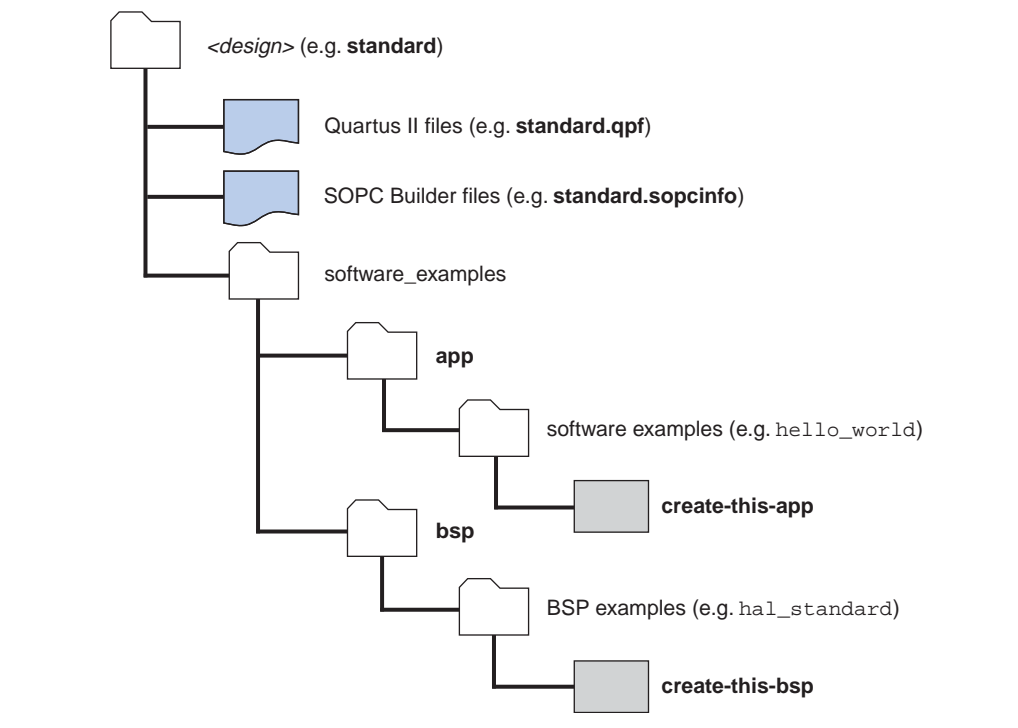 <design> (e.g. standard)
Quartus II files (e.g. standard.qpf)
SOPC Builder files (e.g. standard.sopcinfo)
software_examples
app
software examples (e.g. hello_world)
create-this-app
bsp
BSP examples (e.g. hal_standard)
create-this-bsp